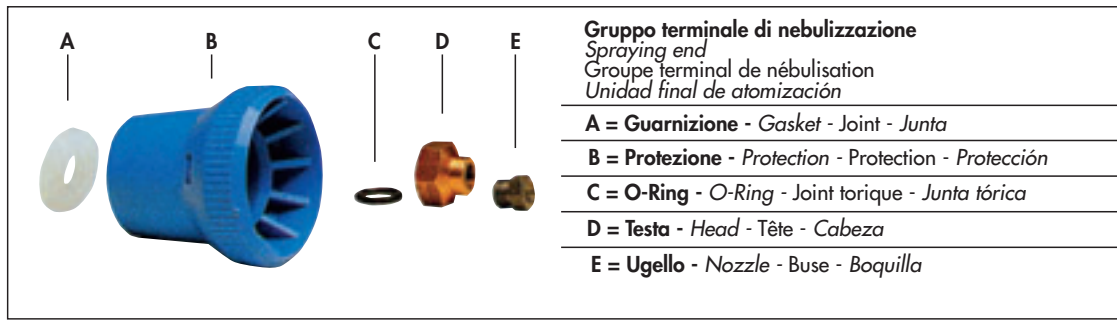 A B C D E
Gruppo terminale di nebulizzazione
Spraying end
Groupe terminal de nébulisation
Unidad final de atomización
A = Guarnizione - Gasket - Joint - Junta
B = Protezione - Protection - Protection - Protección
C = O-Ring - O-Ring - Joint torique - Junta tórica
D = Testa - Head - Tête - Cabeza
E = Ugello - Nozzle - Buse - Boquilla